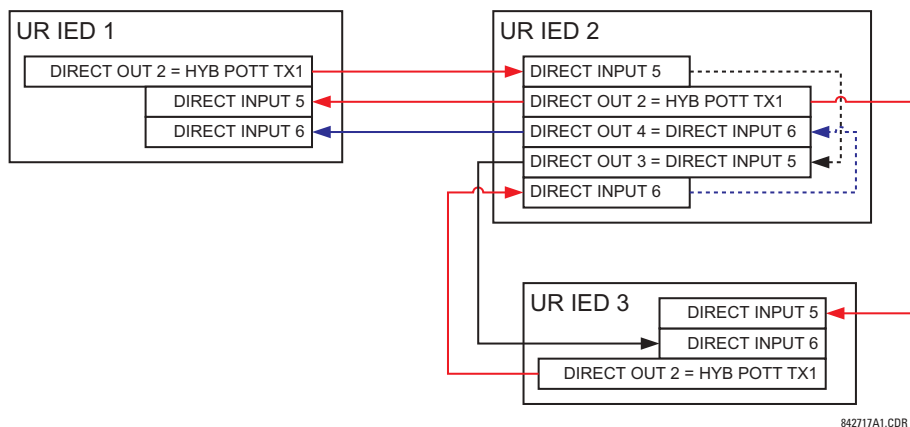 UR IED 1
DIRECT OUT 2 = HYB POTT TX1
DIRECT INPUT 5
DIRECT INPUT 6
UR IED 2
DIRECT INPUT 5
DIRECT OUT 2 = HYB POTT TX1
DIRECT OUT 4 = DIRECT INPUT 6
DIRECT OUT 3 = DIRECT INPUT 5
DIRECT INPUT 6
UR IED 3
DIRECT INPUT 5
DIRECT INPUT 6
DIRECT OUT 2 = HYB POTT TX1
842717A1.CDR